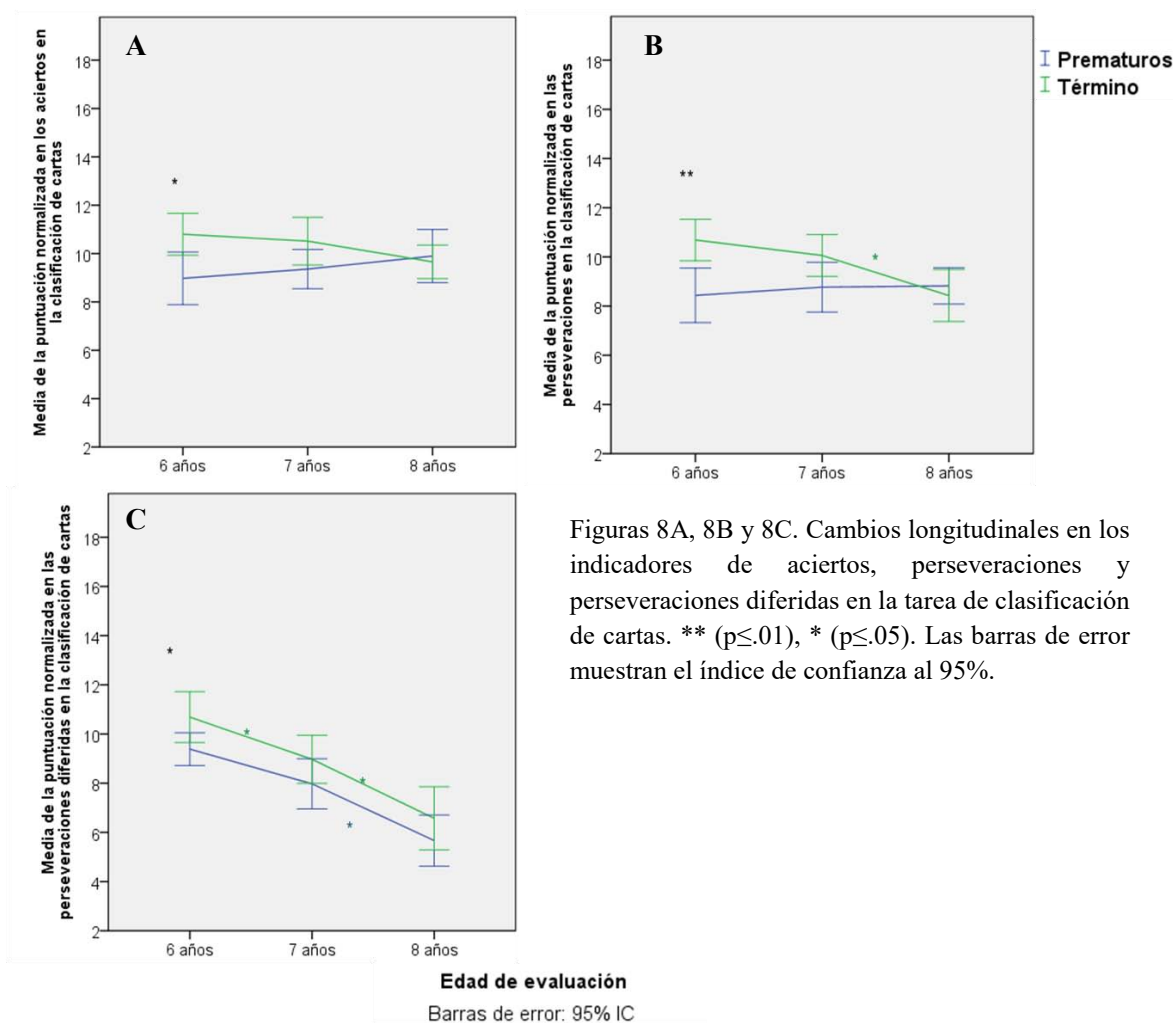 A
Media de la puntuación normalizada en los aciertos en
la clasificación de cartas
18
16
14
12
10
8
6
4
2
*
6 años
7 años
8 años
B
Media de la puntuación normalizada en las
perseveraciones en la clasificación de cartas
18
16
14
12
10
8
6
4
2
**
*
6 años
7 años
8 años
Prematuros
Término
C
Media de la puntuación normalizada en las
perseveraciones diferidas en la clasificación de cartas
18
16
14
12
10
8
6
4
2
*
*
*
*
6 años
7 años
8 años
Edad de evaluación
Barras de error: 95% IC
Figuras 8A, 8B y 8C. Cambios longitudinales en los
indicadores de aciertos, perseveraciones y
perseveraciones diferidas en la tarea de clasificación
de cartas. ** (p≤.01), * (p≤.05). Las barras de error
muestran el índice de confianza al 95%.